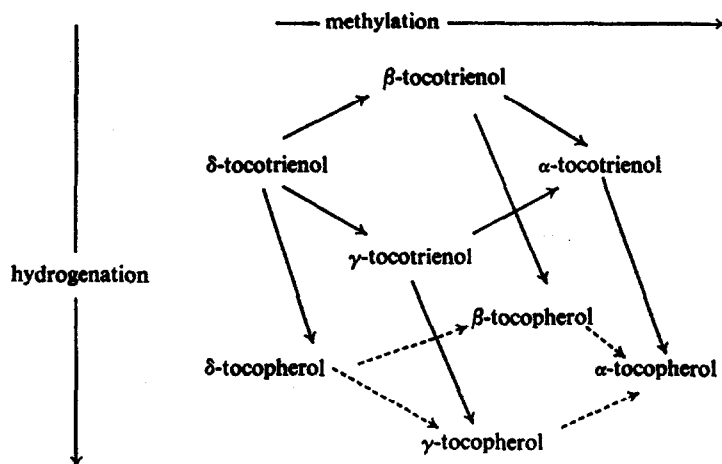 methylation
β-tocotrienol
δ-tocotrienol
α-tocotrienol
γ-tocotrienol
hydrogenation
β-tocopherol
δ-tocopherol
α-tocopherol
γ-tocopherol